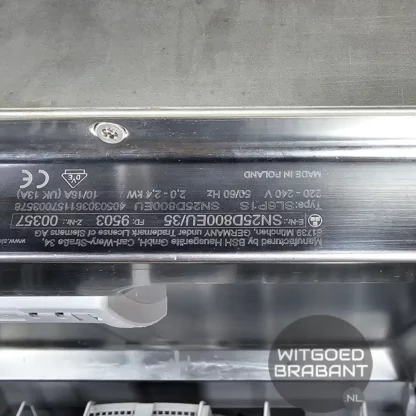 Manufactured by BSH Hausgeräte GmbH, Carl-Wery-Straße 34,
81739 München, GERMANY under Trademark License of Siemens AG
E-Nr.: SN25D800EU/35 FD: 9503 Z-Nr.: 00357
Type: SL6P1S SN25D800EU 405030361157003578
220 - 240 V 50/60 Hz 2,0 - 2,4 kW 10/16A (UK 13A)
MADE IN POLAND CE
WITGOED
BRABANT
.NL